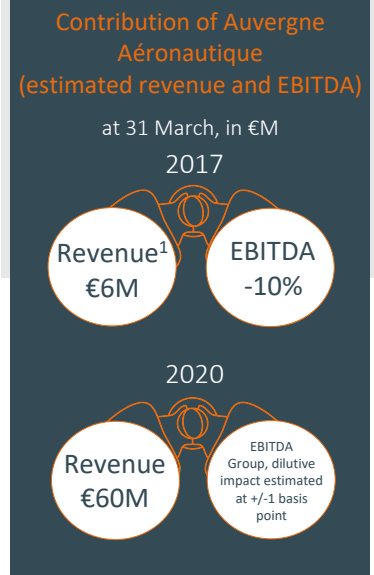 Contribution of Auvergne
Aéronautique
(estimated revenue and EBITDA)
at 31 March, in €M
2017
Revenue1
€6M
EBITDA
-10%
2020
Revenue
€60M
EBITDA
Group, dilutive
impact estimated
at +/-1 basis
point